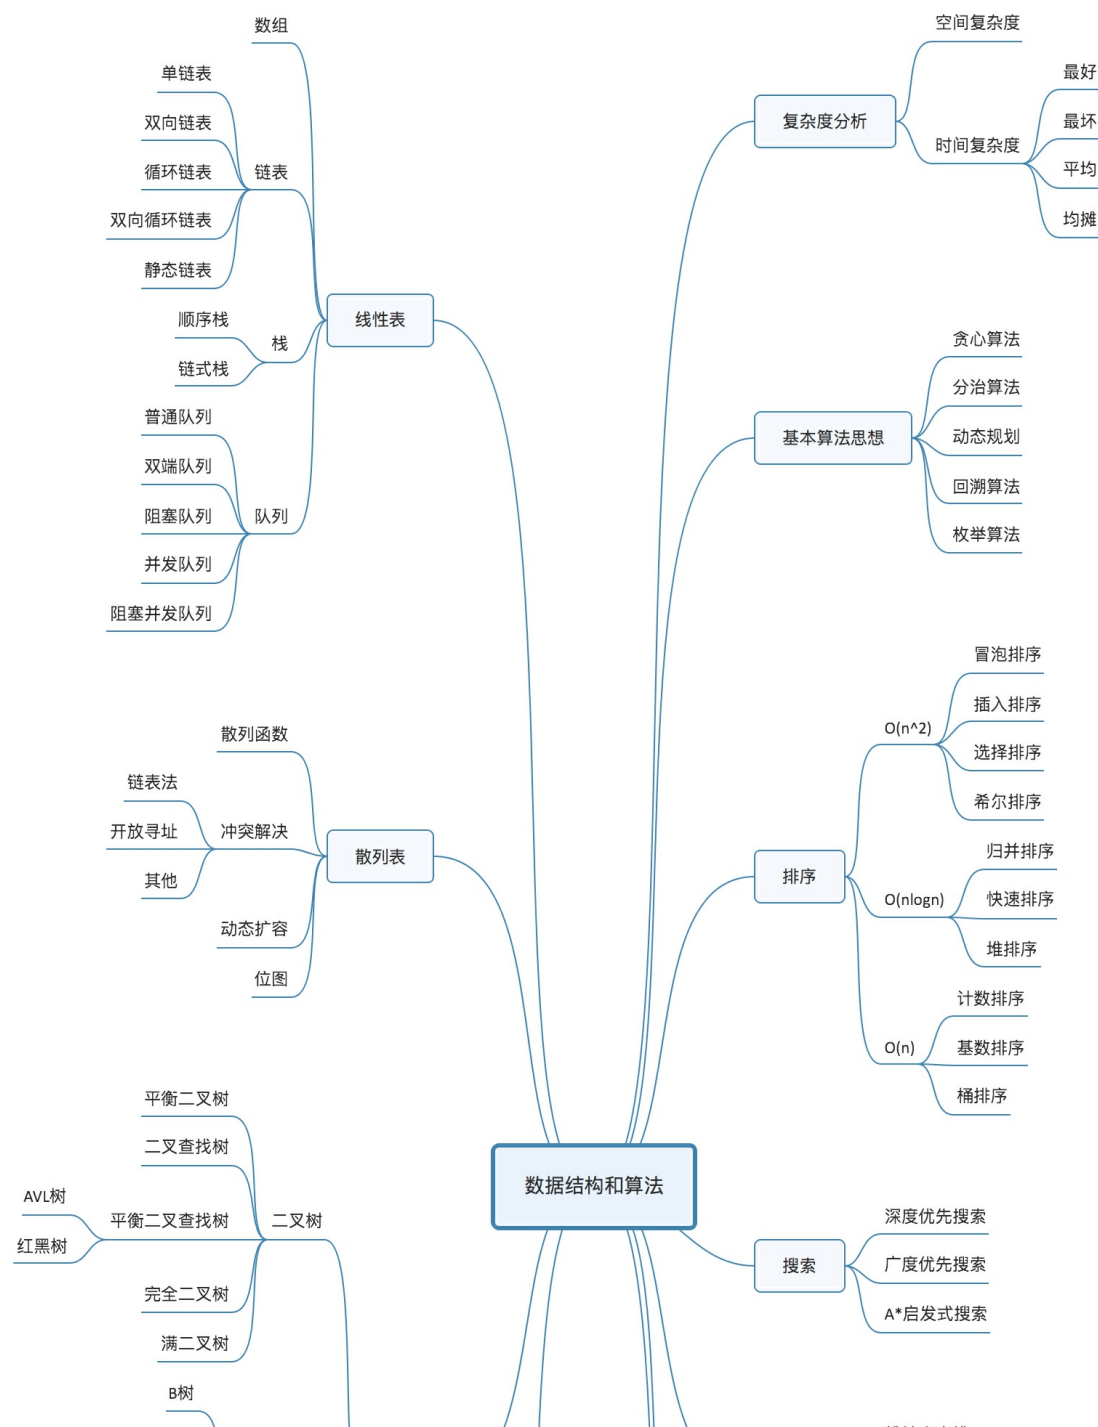 数组
单链表
双向链表
循环链表
双向循环链表
静态链表
链表
顺序栈
链式栈
栈
普通队列
双端队列
阻塞队列
并发队列
阻塞并发队列
队列
线性表
散列函数
链表法
开放寻址
其他
冲突解决
动态扩容
位图
散列表
平衡二叉树
二叉查找树
AVL树
红黑树
平衡二叉查找树
完全二叉树
满二叉树
二叉树
B树
数据结构和算法
复杂度分析
空间复杂度
时间复杂度
最好
最坏
平均
均摊
基本算法思想
贪心算法
分治算法
动态规划
回溯算法
枚举算法
排序
O(n^2)
冒泡排序
插入排序
选择排序
希尔排序
O(nlogn)
归并排序
快速排序
堆排序
O(n)
计数排序
基数排序
桶排序
搜索
深度优先搜索
广度优先搜索
A*启发式搜索